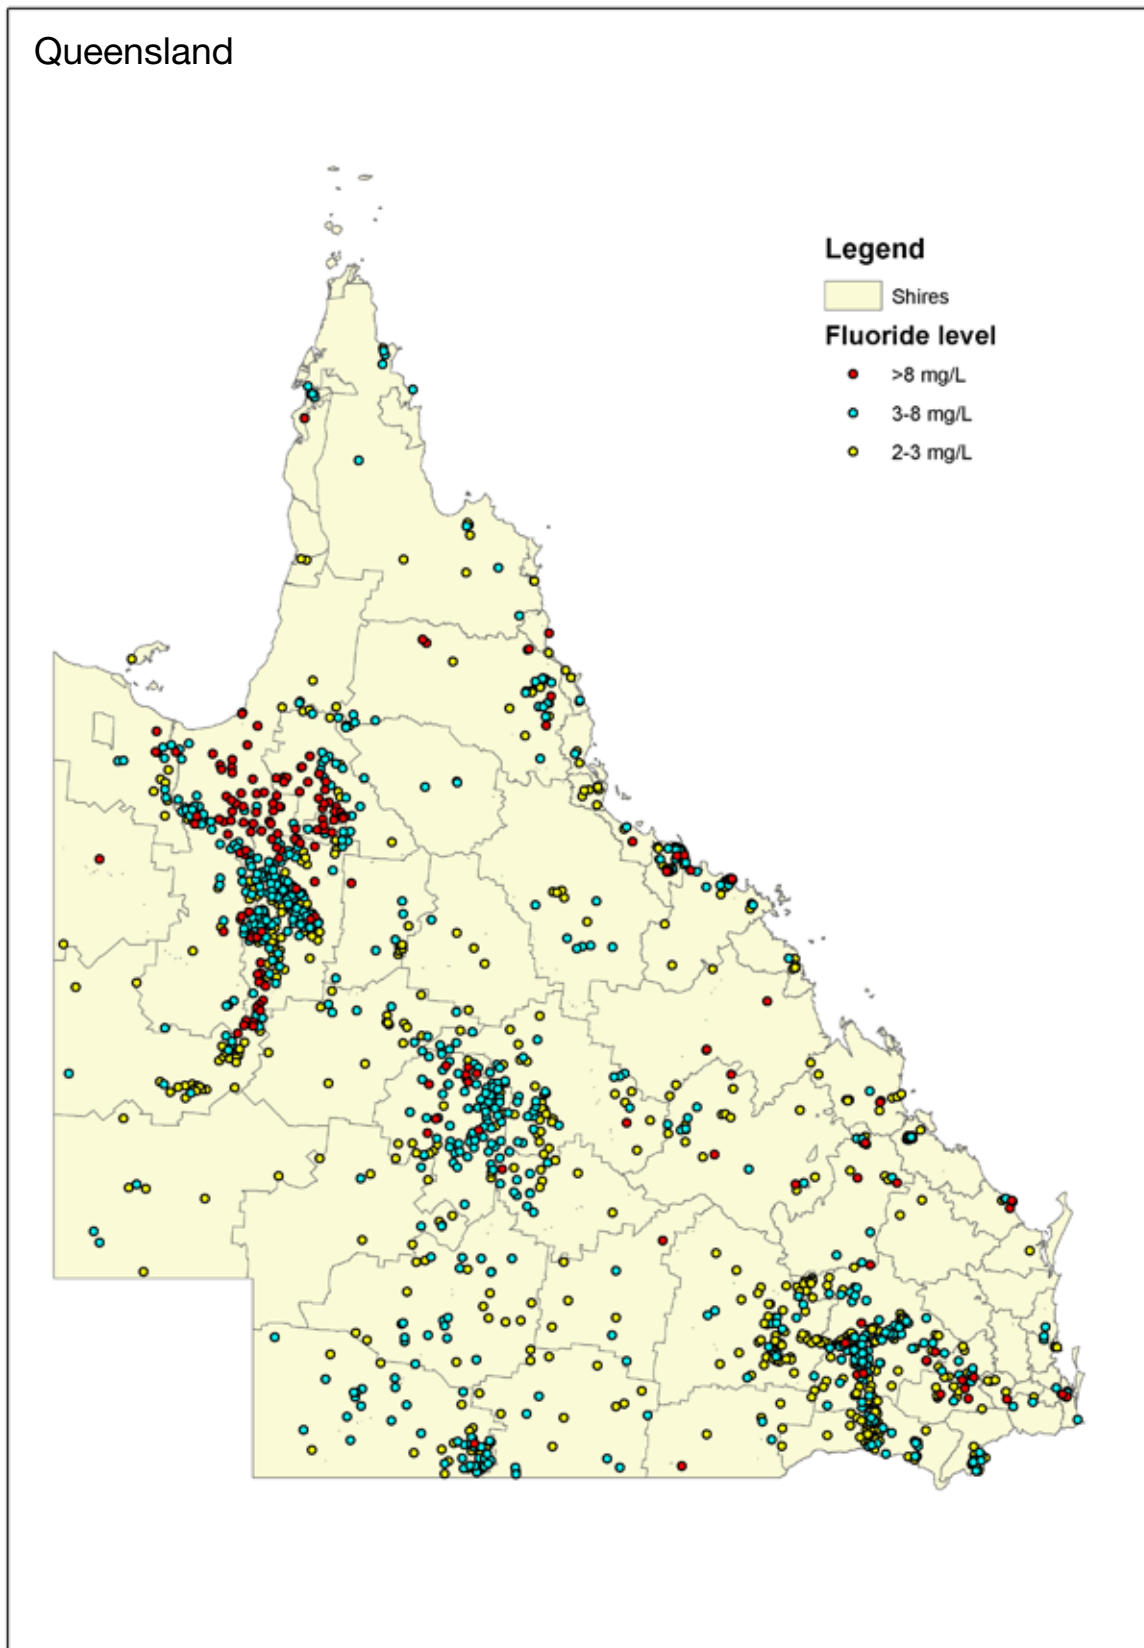 Queensland
Legend
Shires
Fluoride level
>8 mg/L
3-8 mg/L
2-3 mg/L